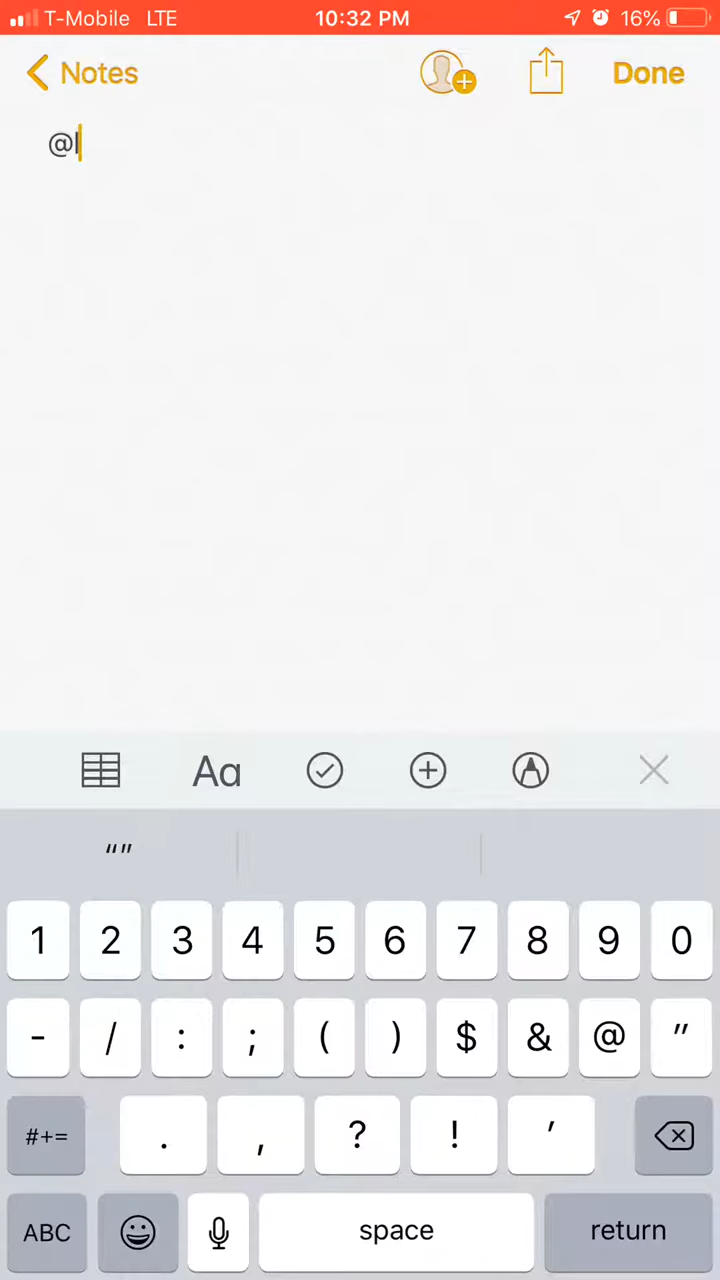 T-Mobile LTE 10:32 PM 16%
Notes Done
@
Aa
“”
1 2 3 4 5 6 7 8 9 0
- / : ; ( ) $ & @ ”
#+= . , ? ! ’
ABC space return